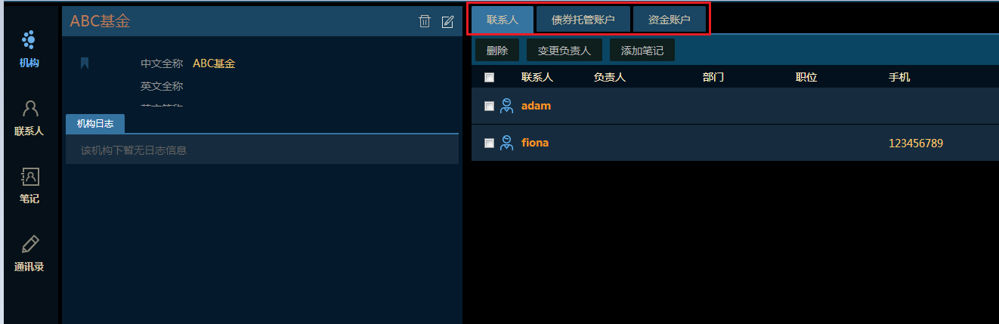 机构
联系人
笔记
通讯录
ABC基金
中文全称 ABC基金
英文全称
英文简称
机构日志
该机构下暂无日志信息
联系人 债券托管账户 资金账户
删除 变更负责人 添加笔记
联系人 负责人 部门 职位 手机
adam
fiona 123456789